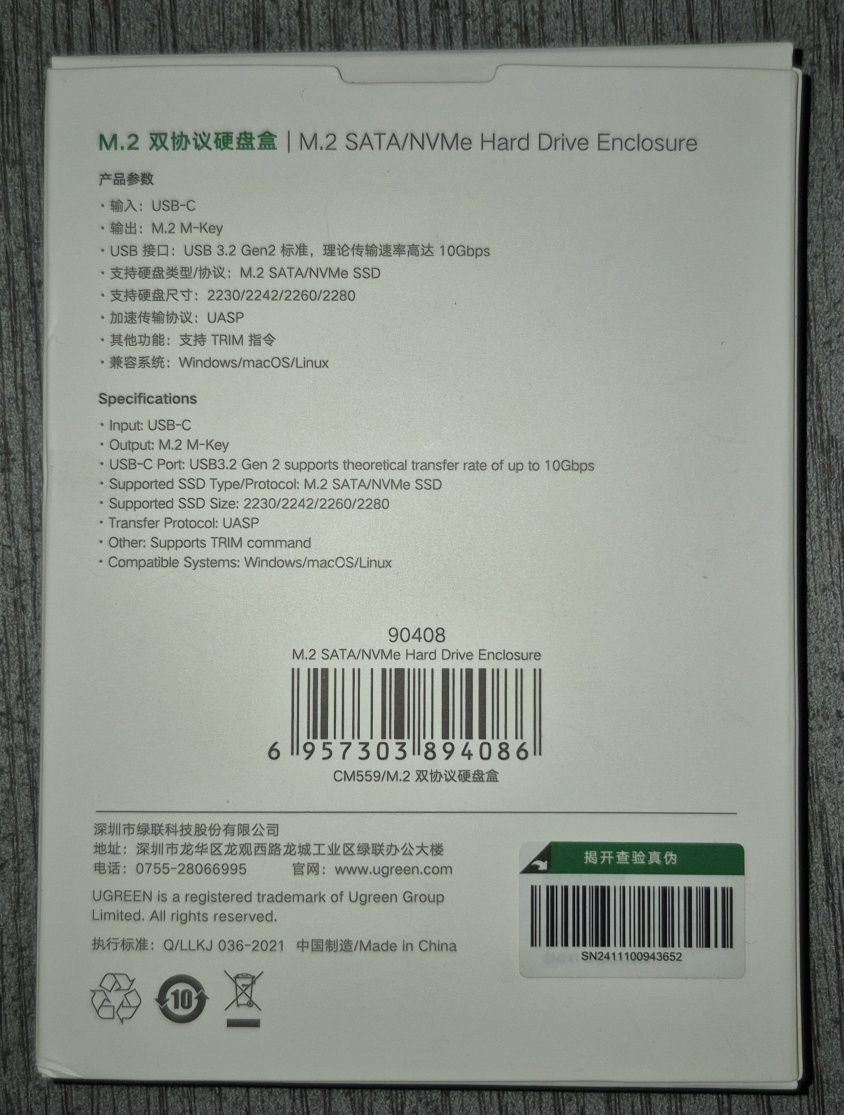 M.2 双协议硬盘盒 | M.2 SATA/NVMe Hard Drive Enclosure
产品参数
· 输入：USB-C
· 输出：M.2 M-Key
· USB 接口：USB 3.2 Gen2 标准，理论传输速率高达 10Gbps
· 支持硬盘类型/协议：M.2 SATA/NVMe SSD
· 支持硬盘尺寸：2230/2242/2260/2280
· 加速传输协议：UASP
· 其他功能：支持 TRIM 指令
· 兼容系统：Windows/macOS/Linux
Specifications
· Input: USB-C
· Output: M.2 M-Key
· USB-C Port: USB3.2 Gen 2 supports theoretical transfer rate of up to 10Gbps
· Supported SSD Type/Protocol: M.2 SATA/NVMe SSD
· Supported SSD Size: 2230/2242/2260/2280
· Transfer Protocol: UASP
· Other: Supports TRIM command
· Compatible Systems: Windows/macOS/Linux
90408
M.2 SATA/NVMe Hard Drive Enclosure
6 957303 894086
CM559/M.2 双协议硬盘盒
深圳市绿联科技股份有限公司
地址：深圳市龙华区龙观西路龙城工业区绿联办公大楼
电话：0755-28066995 官网：www.ugreen.com
UGREEN is a registered trademark of Ugreen Group
Limited. All rights reserved.
执行标准：Q/LLKJ 036-2021 中国制造/Made in China
10
揭开查验真伪
SN2411100943652